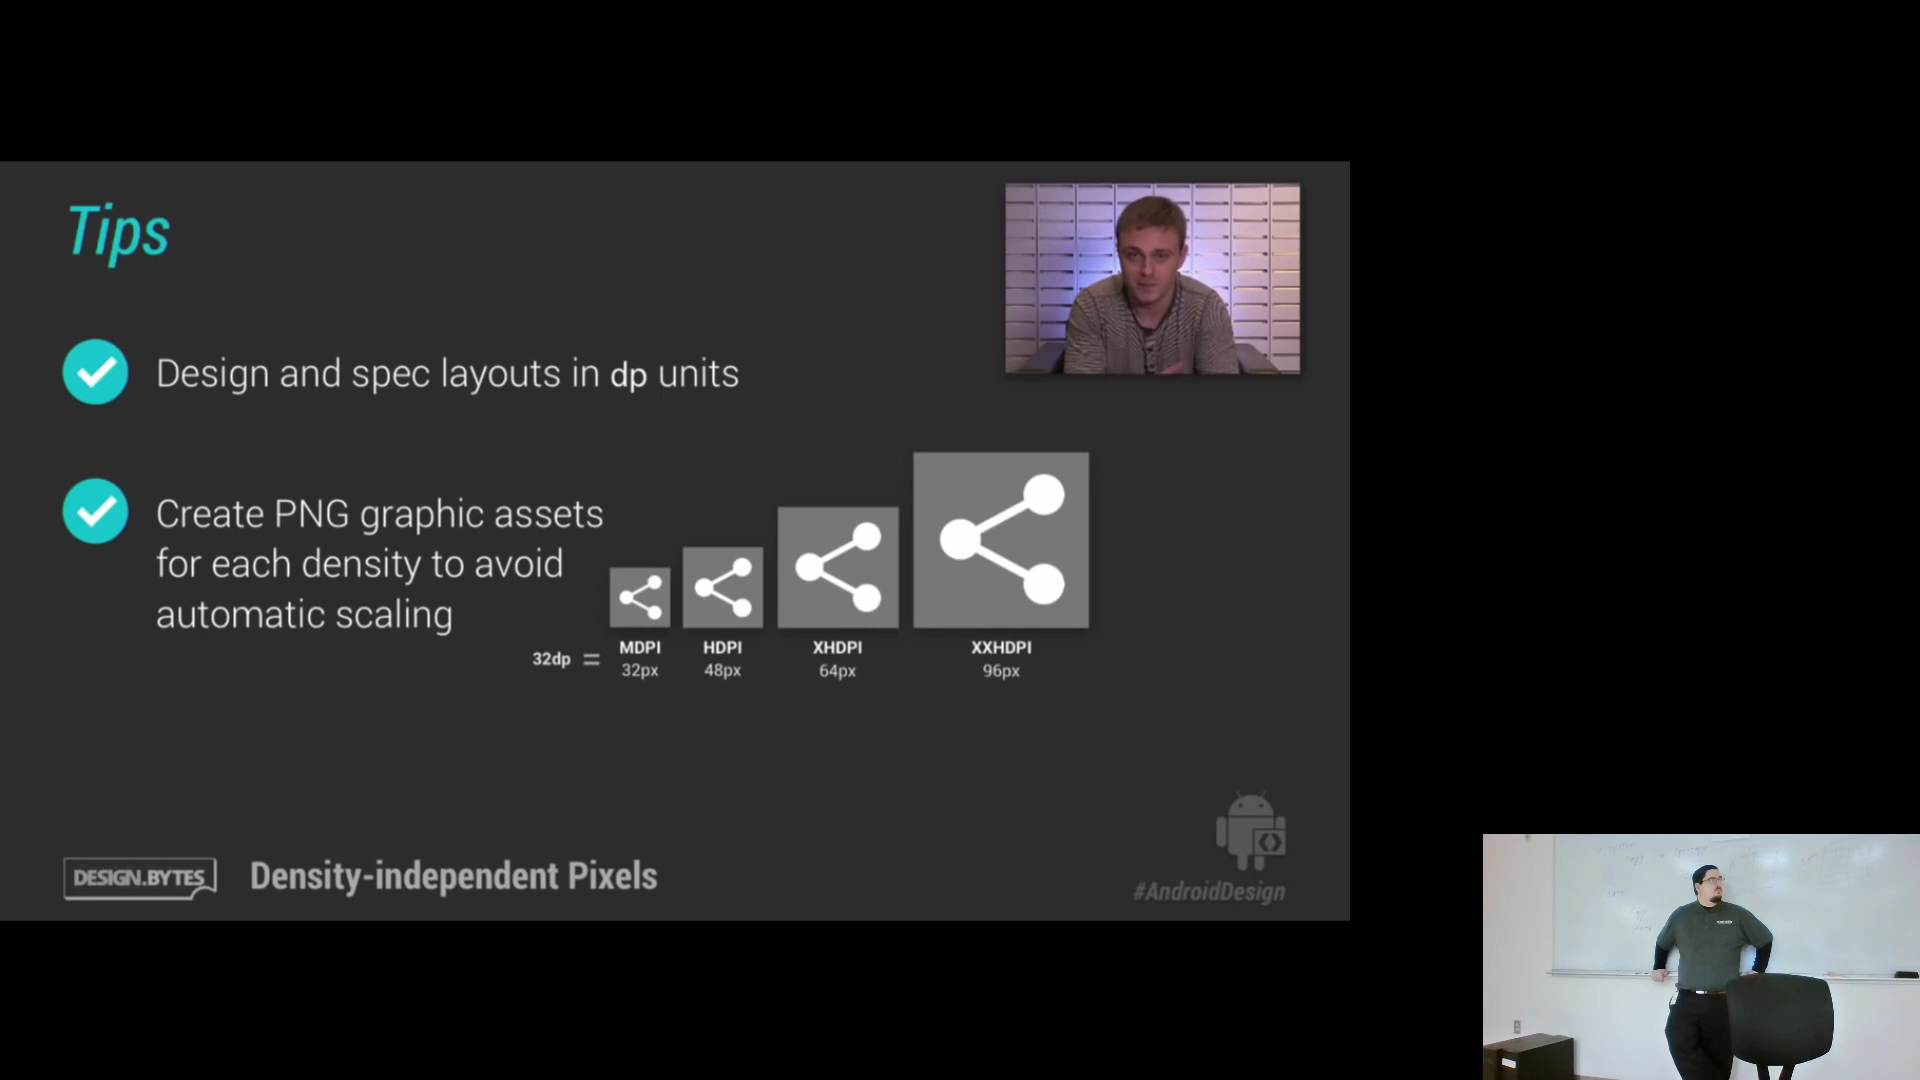 Tips
Design and spec layouts in dp units
Create PNG graphic assets
for each density to avoid
automatic scaling
32dp =
MDPI
32px
HDPI
48px
XHDPI
64px
XXHDPI
96px
DESIGN.BYTES
Density-independent Pixels
#AndroidDesign